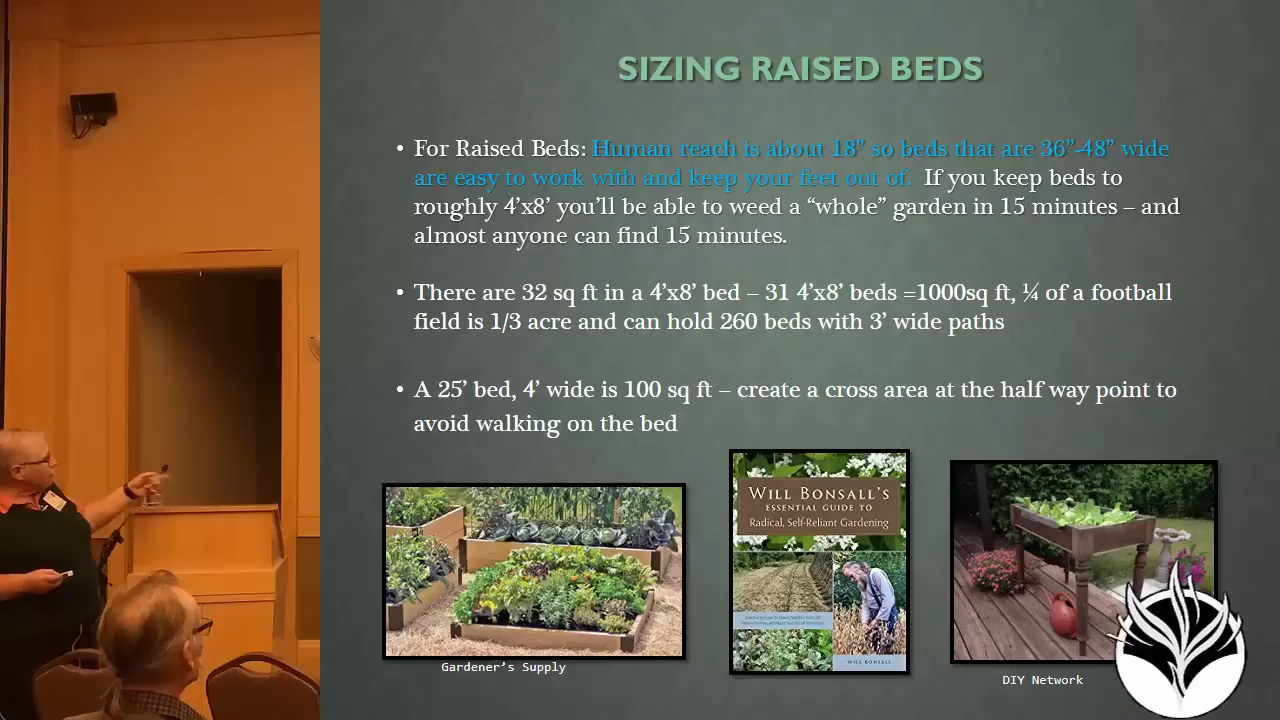 SIZING RAISED BEDS
• For Raised Beds: Human reach is about 18” so beds that are 36”-48” wide
are easy to work with and keep your feet out of. If you keep beds to
roughly 4’x8’ you’ll be able to weed a “whole” garden in 15 minutes – and
almost anyone can find 15 minutes.
• There are 32 sq ft in a 4’x8’ bed – 31 4’x8’ beds =1000sq ft, ¼ of a football
field is 1/3 acre and can hold 260 beds with 3’ wide paths
• A 25’ bed, 4’ wide is 100 sq ft – create a cross area at the half way point to
avoid walking on the bed
WILL BONSALL’S
ESSENTIAL GUIDE TO
Radical, Self-Reliant Gardening
WILL BONSALL
Gardener’s Supply
DIY Network